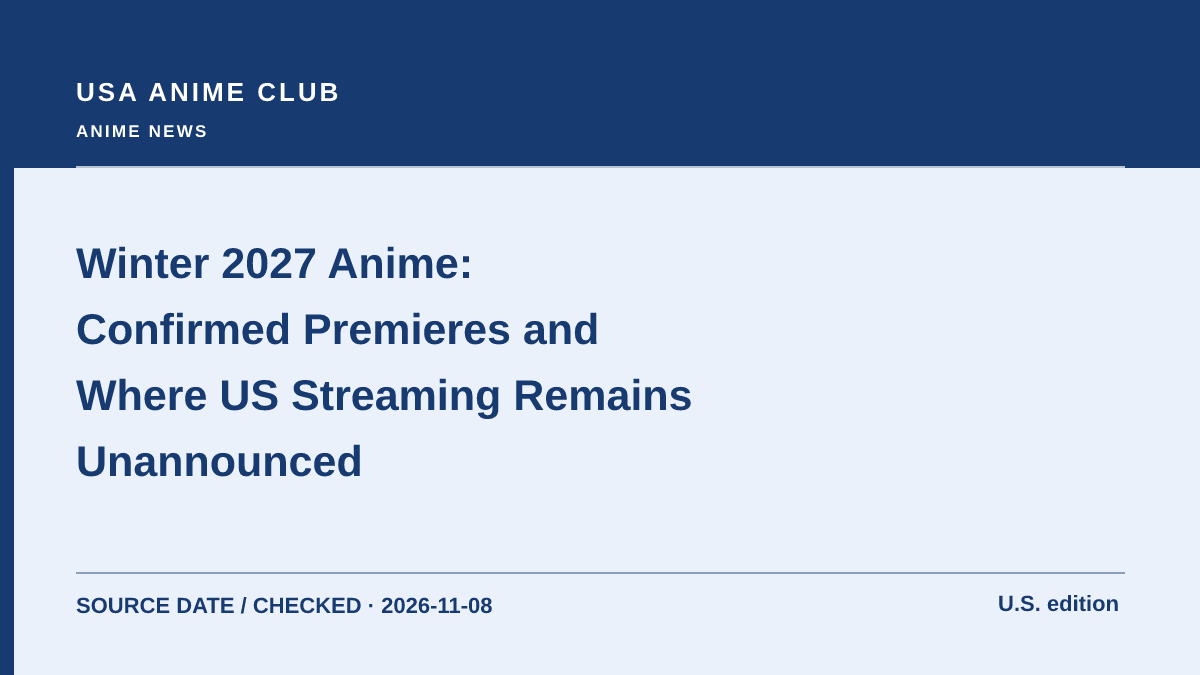 USA ANIME CLUB
ANIME NEWS
Winter 2027 Anime:
Confirmed Premieres and
Where US Streaming Remains
Unannounced
SOURCE DATE / CHECKED · 2026-11-08
U.S. edition